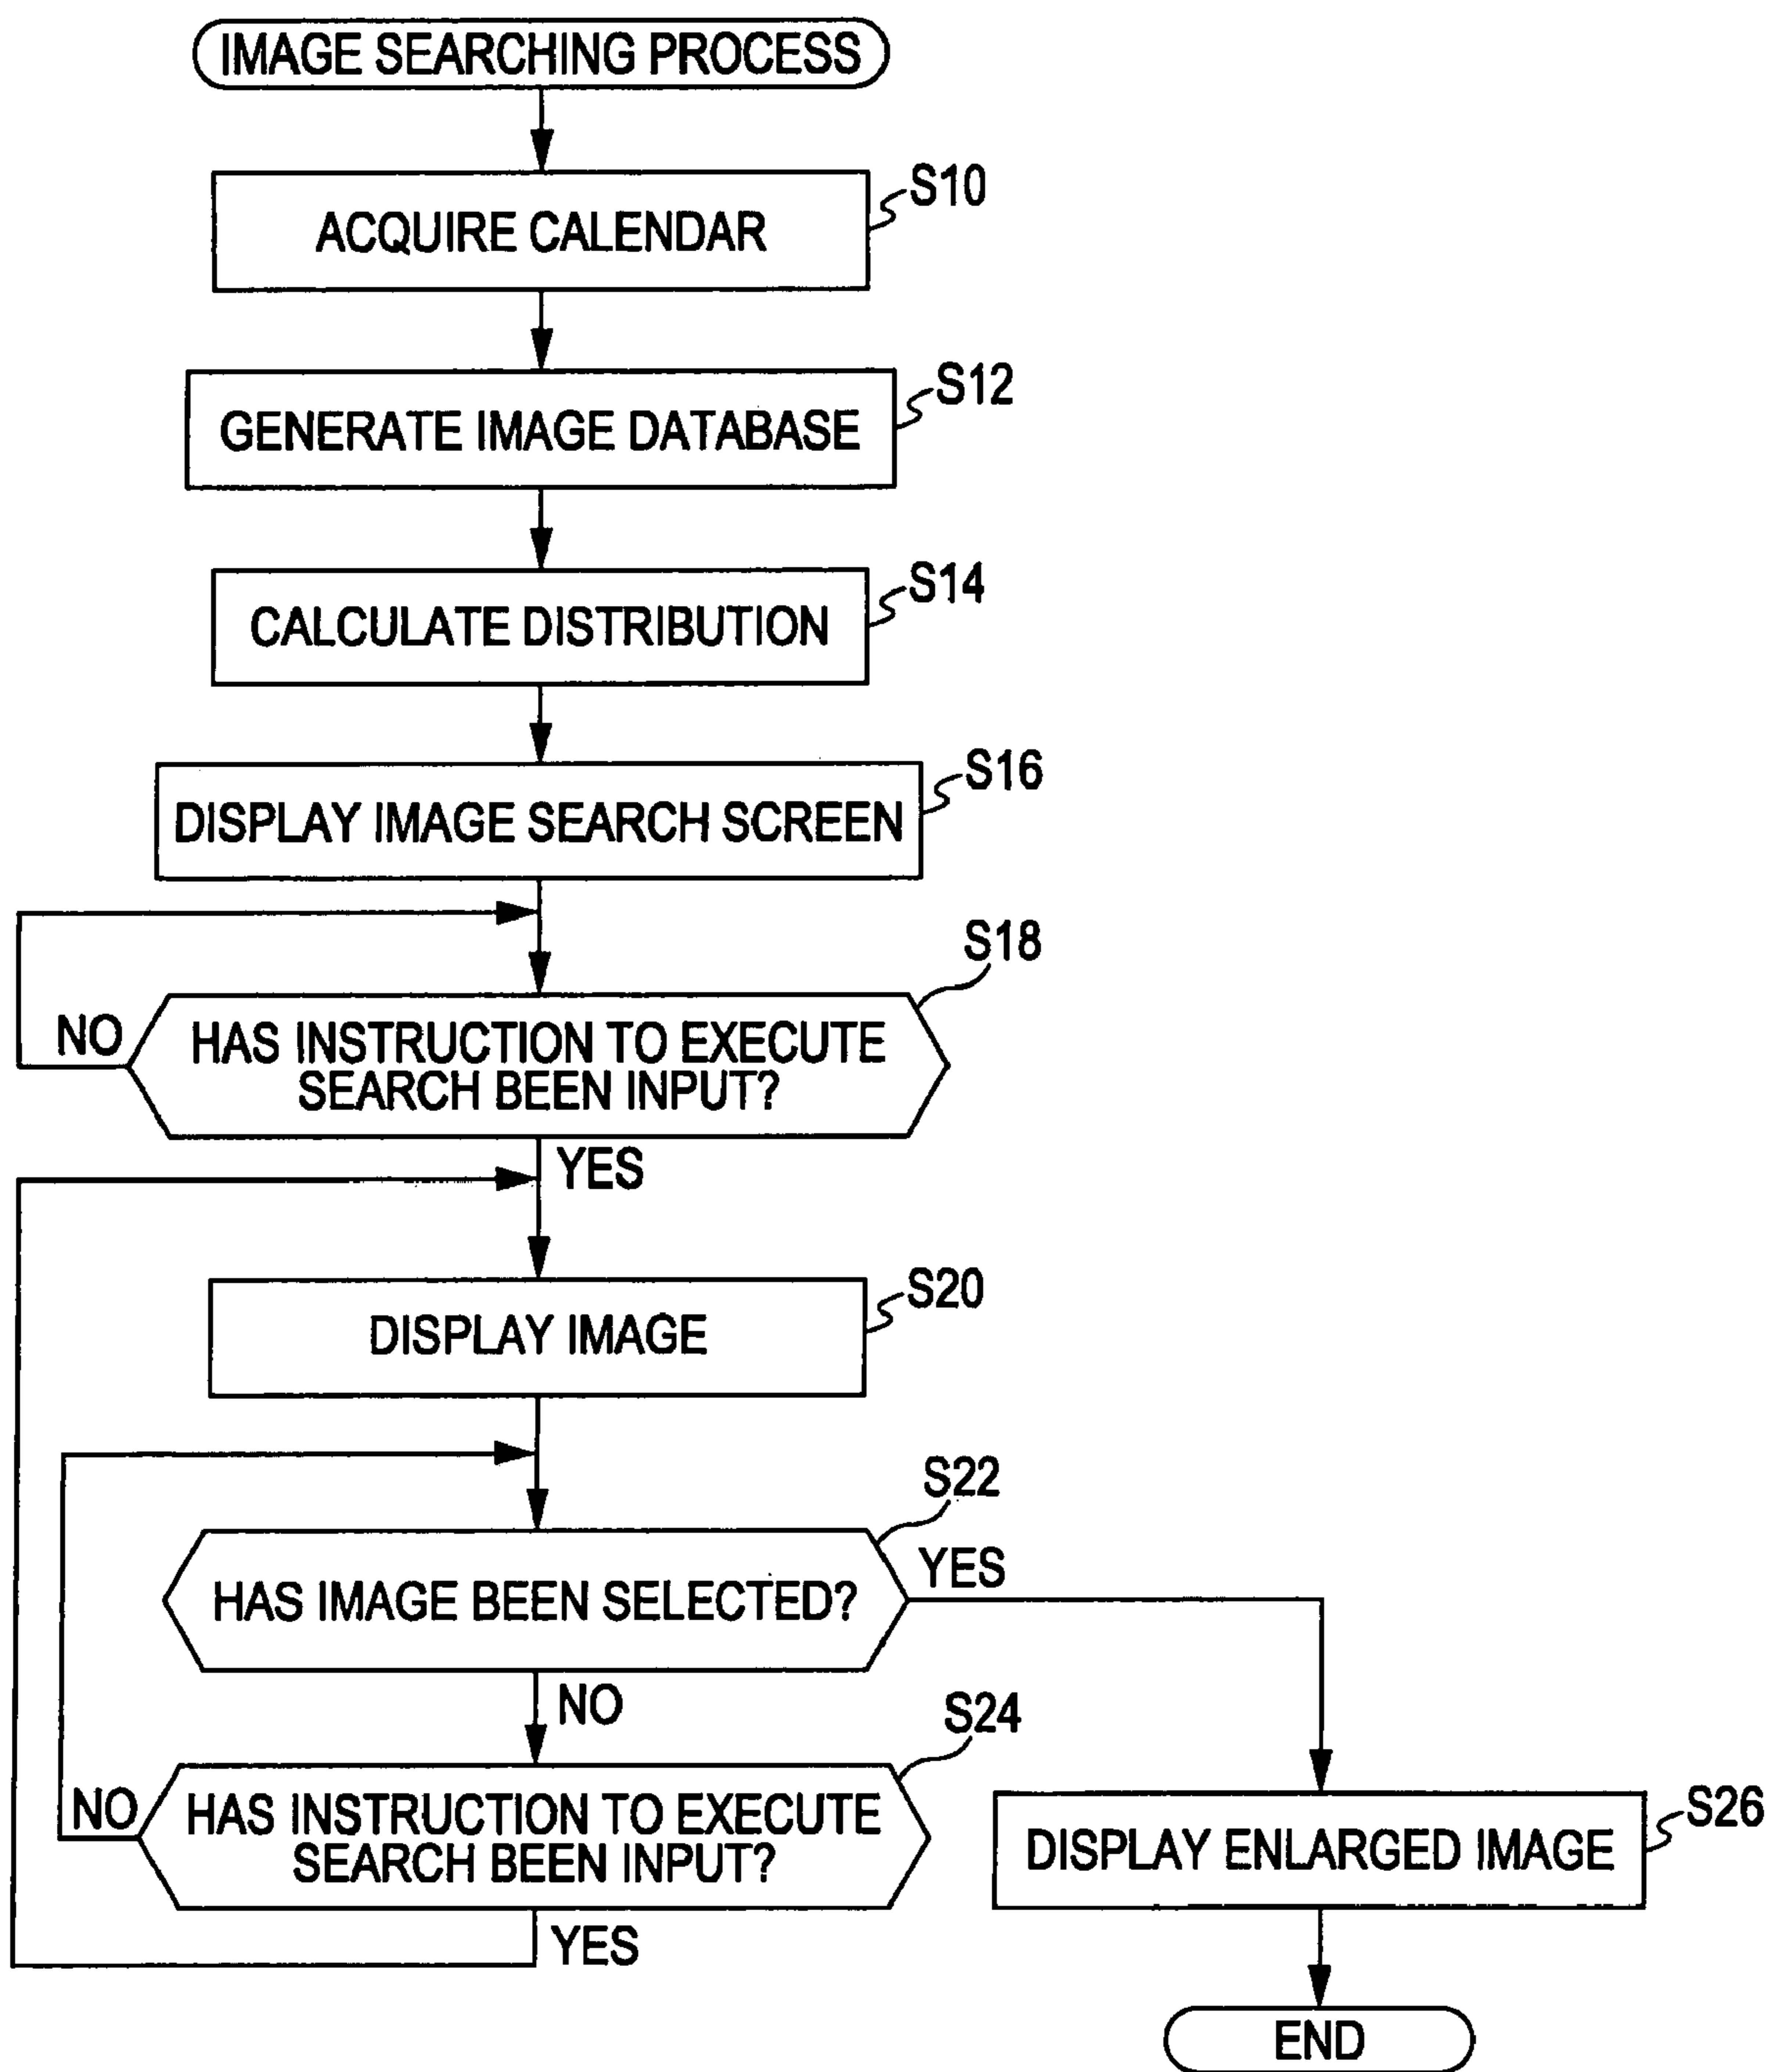 IMAGE SEARCHING PROCESS
S10
ACQUIRE CALENDAR
S12
GENERATE IMAGE DATABASE
S14
CALCULATE DISTRIBUTION
S16
DISPLAY IMAGE SEARCH SCREEN
S18
NO
HAS INSTRUCTION TO EXECUTE
SEARCH BEEN INPUT?
YES
S20
DISPLAY IMAGE
S22
YES
HAS IMAGE BEEN SELECTED?
NO
S24
NO
HAS INSTRUCTION TO EXECUTE
SEARCH BEEN INPUT?
YES
S26
DISPLAY ENLARGED IMAGE
END